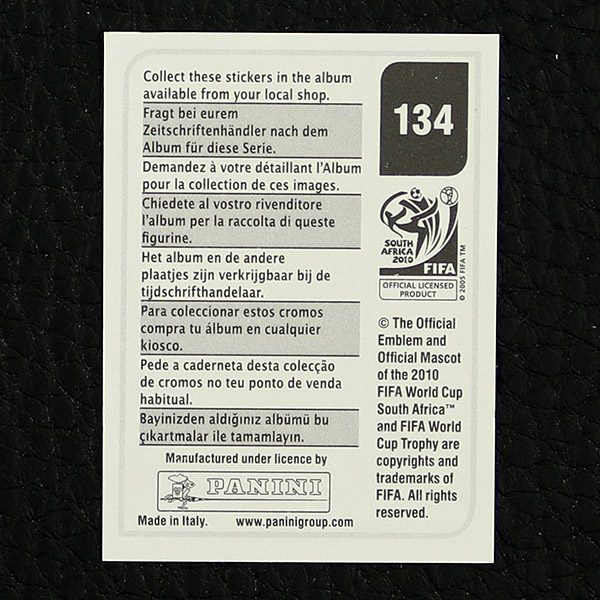 Collect these stickers in the album
available from your local shop.
Fragt bei eurem
Zeitschriftenhändler nach dem
Album für diese Serie.
Demandez à votre détaillant l'Album
pour la collection de ces images.
Chiedete al vostro rivenditore
l'album per la raccolta di queste
figurine.
Het album en de andere
plaatjes zijn verkrijgbaar bij de
tijdschrifthandelaar.
Para coleccionar estos cromos
compra tu álbum en cualquier
kiosco.
Pede a caderneta desta colecção
de cromos no teu ponto de venda
habitual.
Bayinizden aldığınız albümü bu
çıkartmalar ile tamamlayın.
Manufactured under licence by
PANINI
Made in Italy. www.paninigroup.com
134
SOUTH
AFRICA
2010
FIFA
OFFICIAL LICENSED
PRODUCT
© 2005 FIFA TM
© The Official
Emblem and
Official Mascot
of the 2010
FIFA World Cup
South Africa™
and FIFA World
Cup Trophy are
copyrights and
trademarks of
FIFA. All rights
reserved.